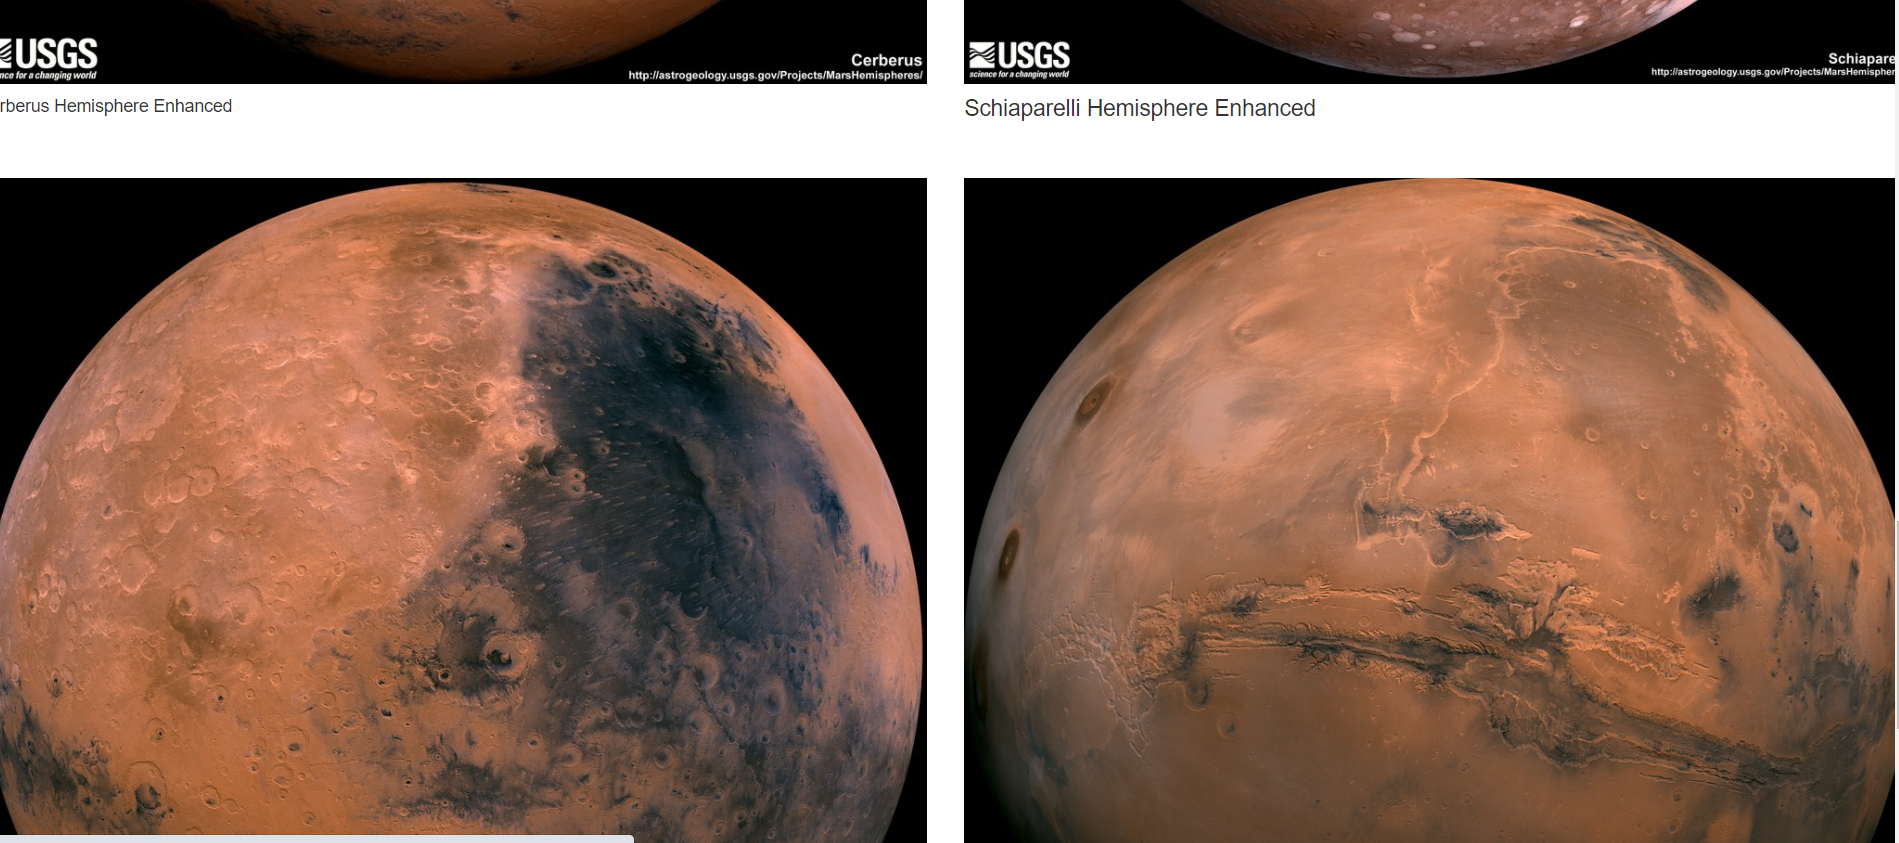 USGS
nce for a changing world
Cerberus
http://astrogeology.usgs.gov/Projects/MarsHemispheres/
rberus Hemisphere Enhanced
USGS
science for a changing world
Schiapare
http://astrogeology.usgs.gov/Projects/MarsHemispher
Schiaparelli Hemisphere Enhanced